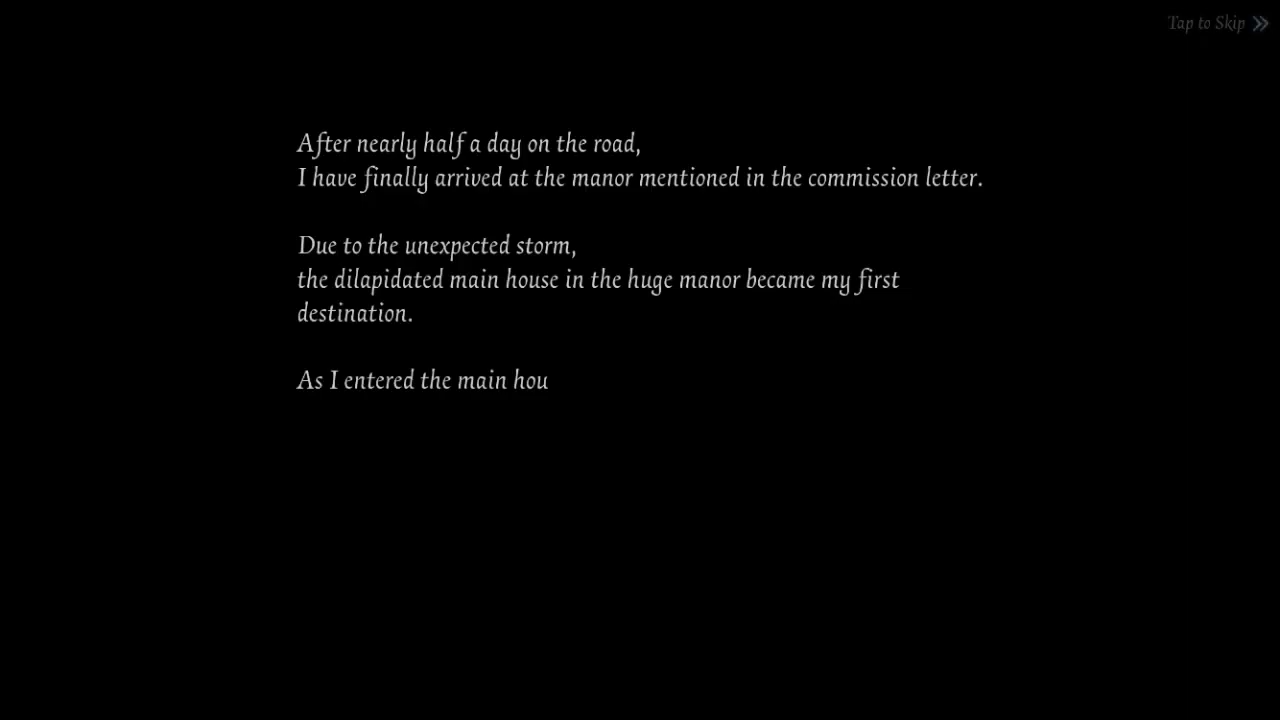 Tap to Skip
After nearly half a day on the road,
I have finally arrived at the manor mentioned in the commission letter.
Due to the unexpected storm,
the dilapidated main house in the huge manor became my first
destination.
As I entered the main hou